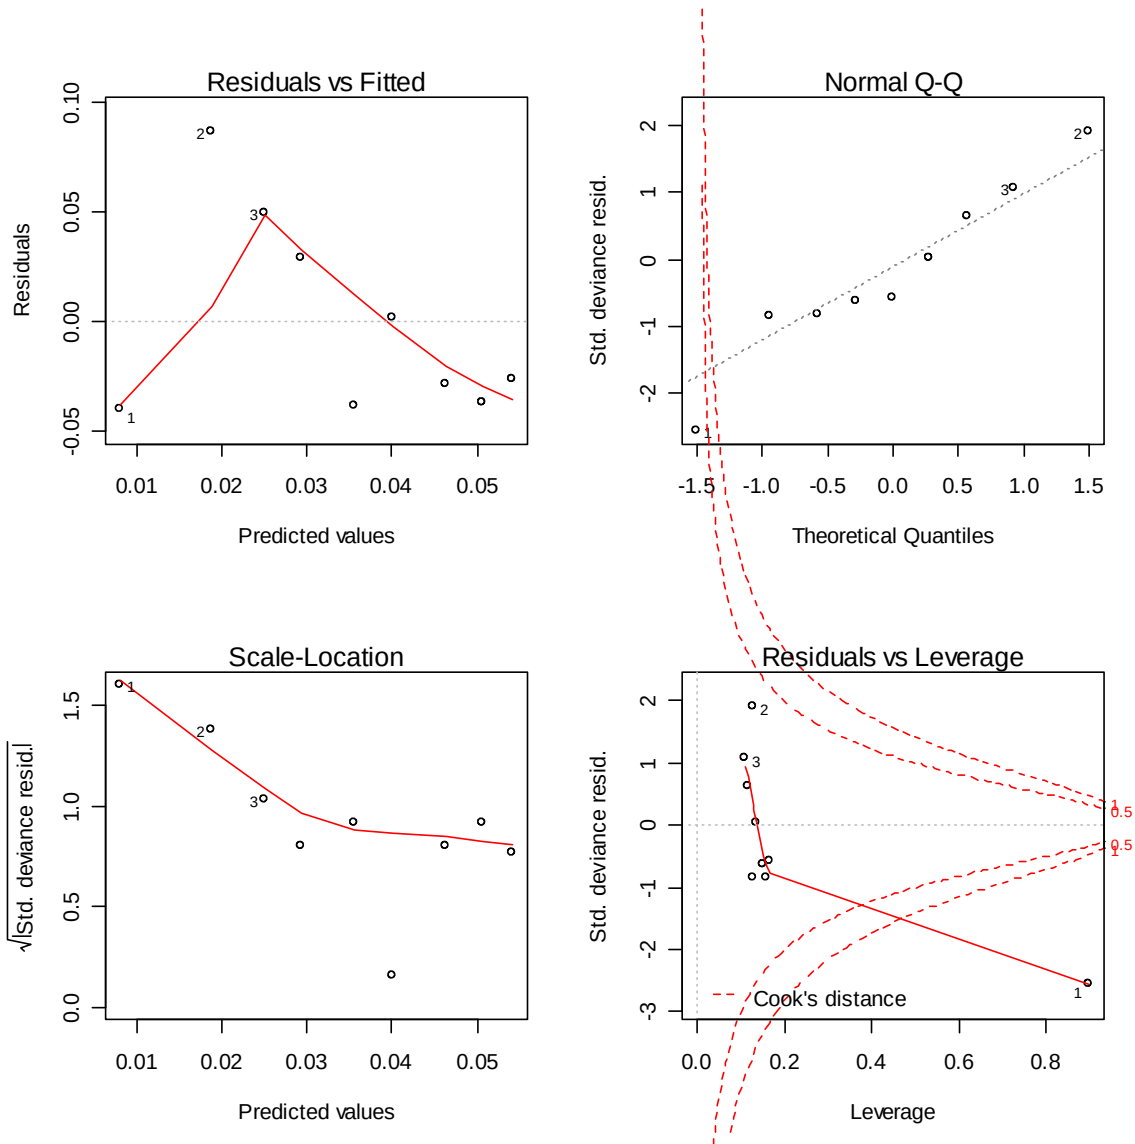 Residuals vs Fitted
Residuals
0.10
0.05
0.00
-0.05
2
3
1
0.01 0.02 0.03 0.04 0.05
Predicted values
Normal Q-Q
Std. deviance resid.
2
1
0
-1
-2
2
3
1
-1.5 -1.0 -0.5 0.0 0.5 1.0 1.5
Theoretical Quantiles
Scale-Location
√|Std. deviance resid.|
1.5
1.0
0.5
0.0
1
2
3
0.01 0.02 0.03 0.04 0.05
Predicted values
Residuals vs Leverage
Std. deviance resid.
2
1
0
-1
-2
-3
2
3
1
0.5
0.5
1
1
Cook's distance
0.0 0.2 0.4 0.6 0.8
Leverage